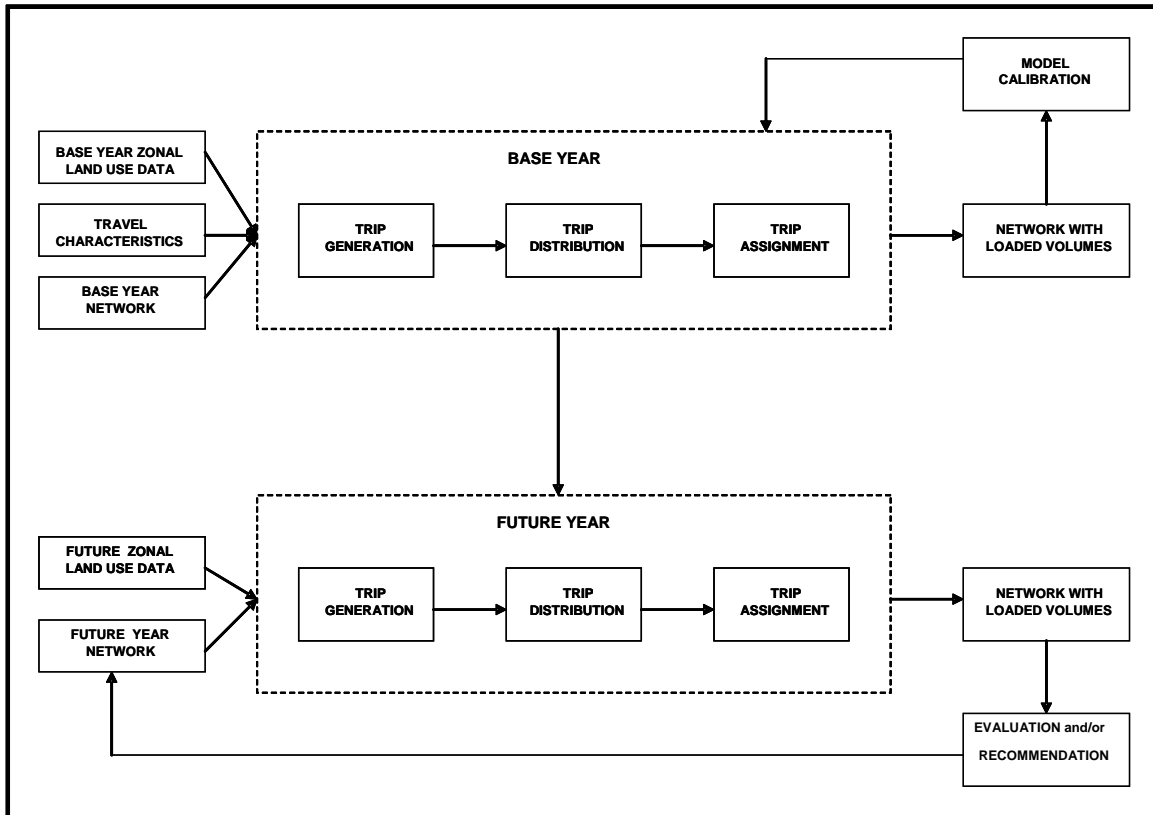 MODEL
CALIBRATION
BASE YEAR ZONAL
LAND USE DATA
TRAVEL
CHARACTERISTICS
BASE YEAR
NETWORK
BASE YEAR
TRIP
GENERATION
TRIP
DISTRIBUTION
TRIP
ASSIGNMENT
NETWORK WITH
LOADED VOLUMES
FUTURE ZONAL
LAND USE DATA
FUTURE YEAR
NETWORK
FUTURE YEAR
TRIP
GENERATION
TRIP
DISTRIBUTION
TRIP
ASSIGNMENT
NETWORK WITH
LOADED VOLUMES
EVALUATION and/or
RECOMMENDATION